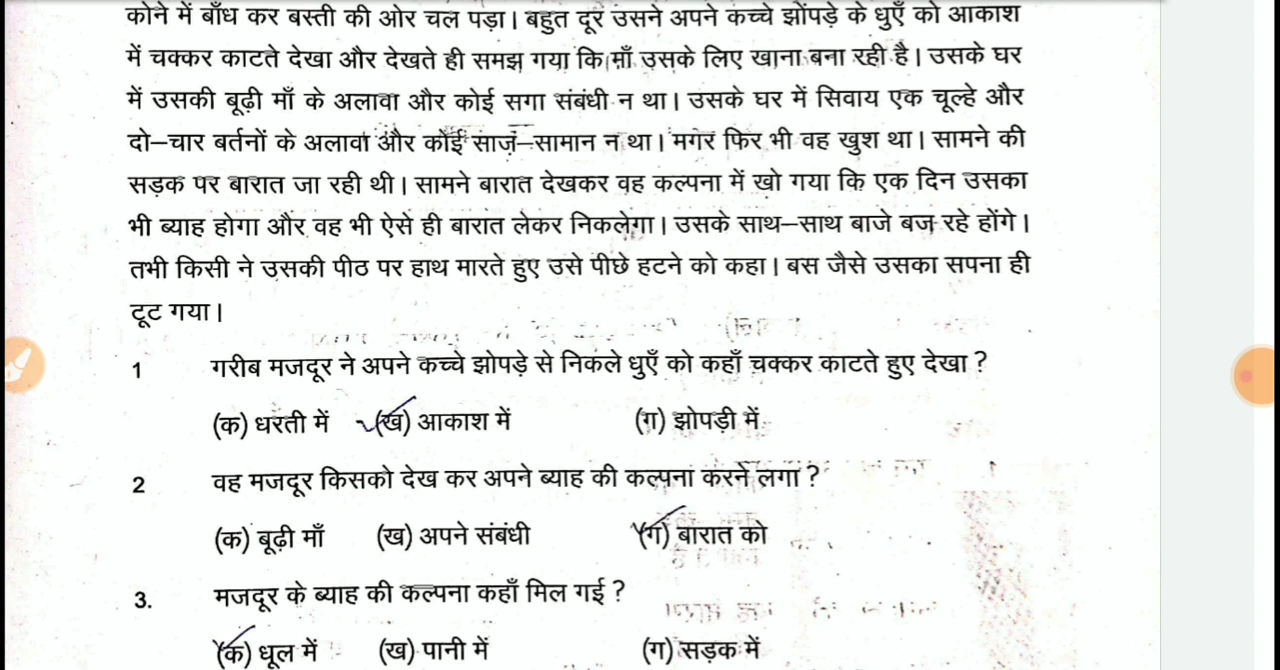 कोने में बाँध कर बस्ती की ओर चल पड़ा। बहुत दूर उसने अपने कच्चे झोंपड़े के धुएँ को आकाश
में चक्कर काटते देखा और देखते ही समझ गया कि माँ उसके लिए खाना बना रही है। उसके घर
में उसकी बूढ़ी माँ के अलावा और कोई सगा संबंधी न था। उसके घर में सिवाय एक चूल्हे और
दो–चार बर्तनों के अलावा और कोई साज़–सामान न था। मगर फिर भी वह खुश था। सामने की
सड़क पर बारात जा रही थी। सामने बारात देखकर वह कल्पना में खो गया कि एक दिन उसका
भी ब्याह होगा और वह भी ऐसे ही बारात लेकर निकलेगा। उसके साथ–साथ बाजे बज रहे होंगे।
तभी किसी ने उसकी पीठ पर हाथ मारते हुए उसे पीछे हटने को कहा। बस जैसे उसका सपना ही
टूट गया।
1 गरीब मजदूर ने अपने कच्चे झोपड़े से निकले धुएँ को कहाँ चक्कर काटते हुए देखा ?
(क) धरती में (ख) आकाश में (ग) झोपड़ी में
2 वह मजदूर किसको देख कर अपने ब्याह की कल्पना करने लगा ?
(क) बूढ़ी माँ (ख) अपने संबंधी (ग) बारात को
3. मजदूर के ब्याह की कल्पना कहाँ मिल गई ?
(क) धूल में (ख) पानी में (ग) सड़क में